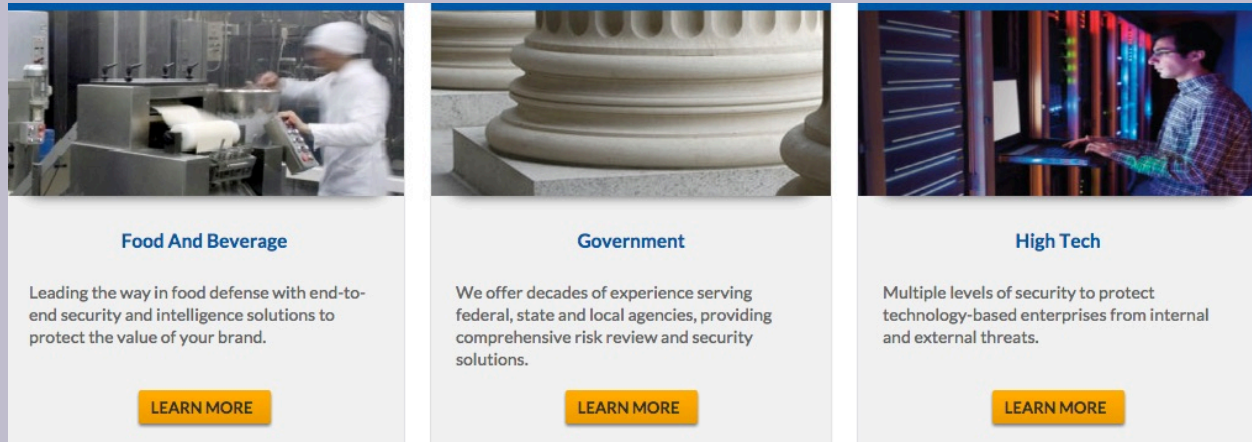 Food And Beverage
Leading the way in food defense with end-to-
end security and intelligence solutions to
protect the value of your brand.
LEARN MORE
Government
We offer decades of experience serving
federal, state and local agencies, providing
comprehensive risk review and security
solutions.
LEARN MORE
High Tech
Multiple levels of security to protect
technology-based enterprises from internal
and external threats.
LEARN MORE